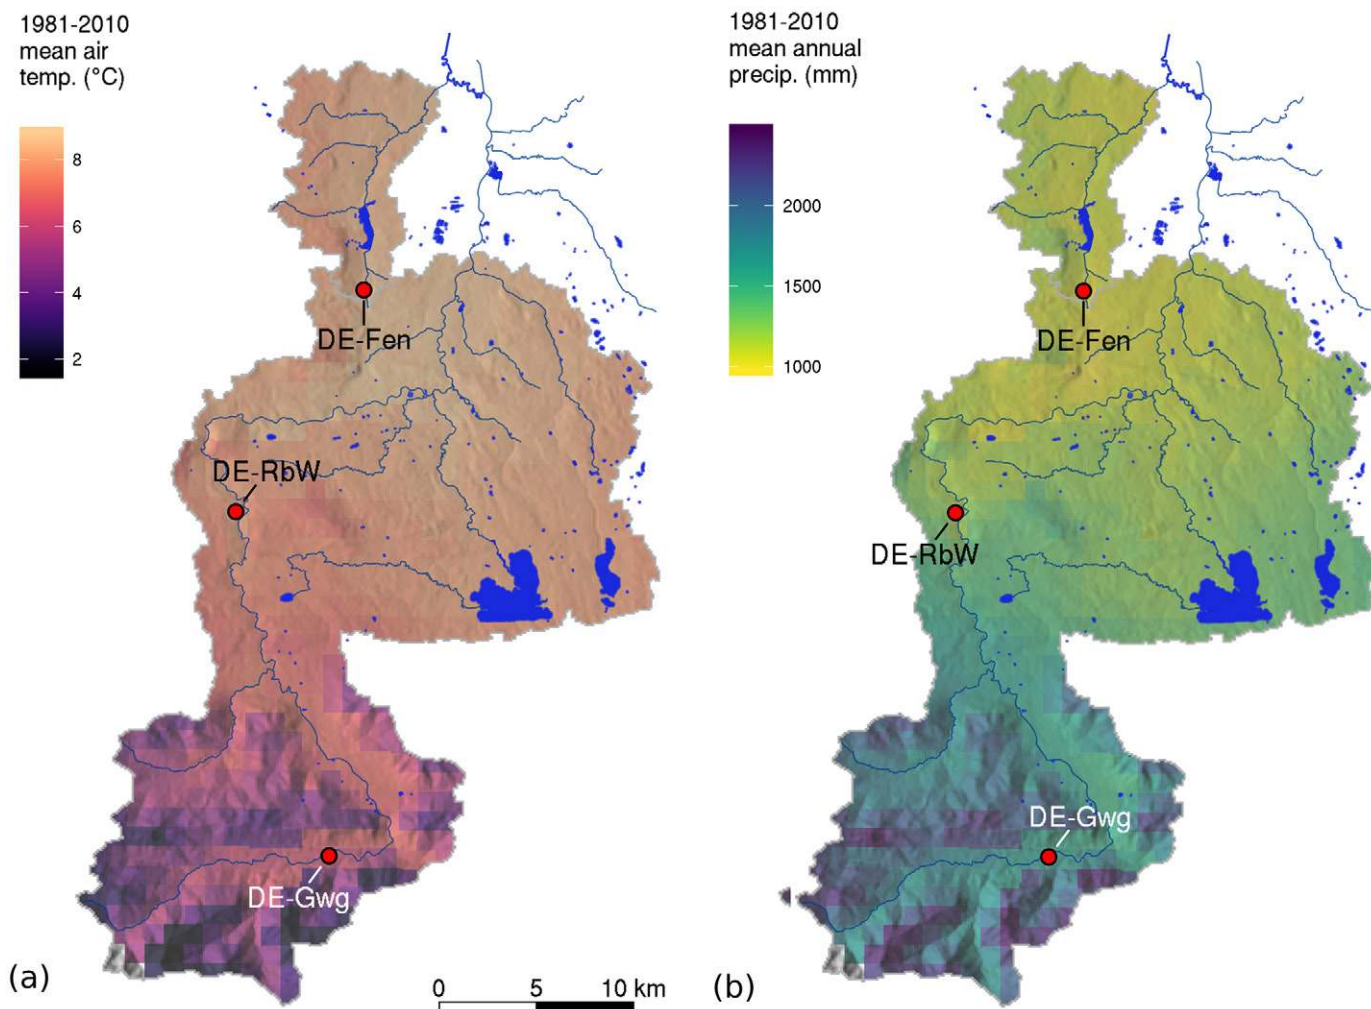 1981-2010
mean air
temp. (°C)
8
6
4
2
DE-Fen
DE-RbW
DE-Gwg
(a)
0 5 10 km
1981-2010
mean annual
precip. (mm)
2000
1500
1000
DE-Fen
DE-RbW
DE-Gwg
(b)